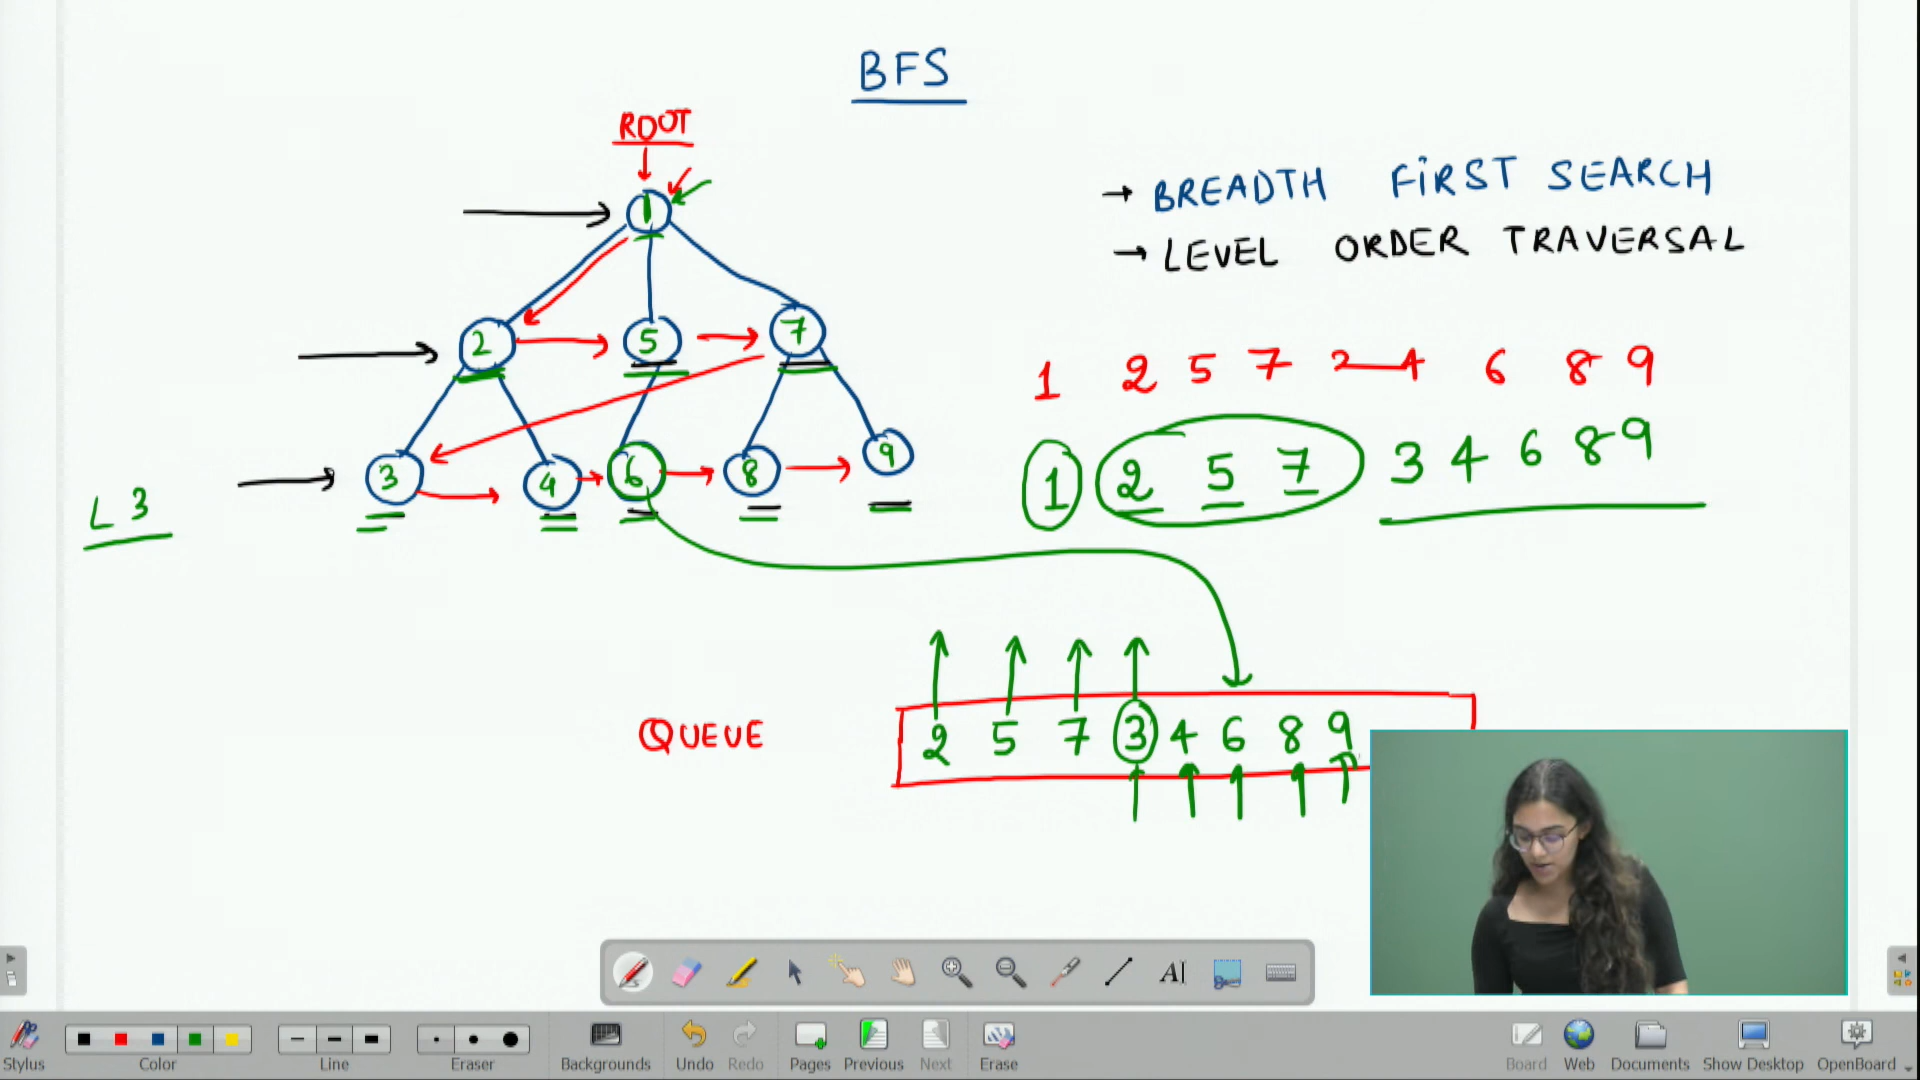 BFS
ROOT
1
→ BREADTH FiRST SEARCH
→ LEVEL ORDER TRAVERSAL
2 5 7
1 2 5 7 6 8 9
3 4 6 8 9
L 3
1 2 5 7 3 4 6 8 9
QUEUE
2 5 7 3 4 6 8 9
Stylus
Color
Line
Eraser
Backgrounds
Undo
Redo
Pages
Previous
Next
Erase
Board
Web
Documents
Show Desktop
OpenBoard